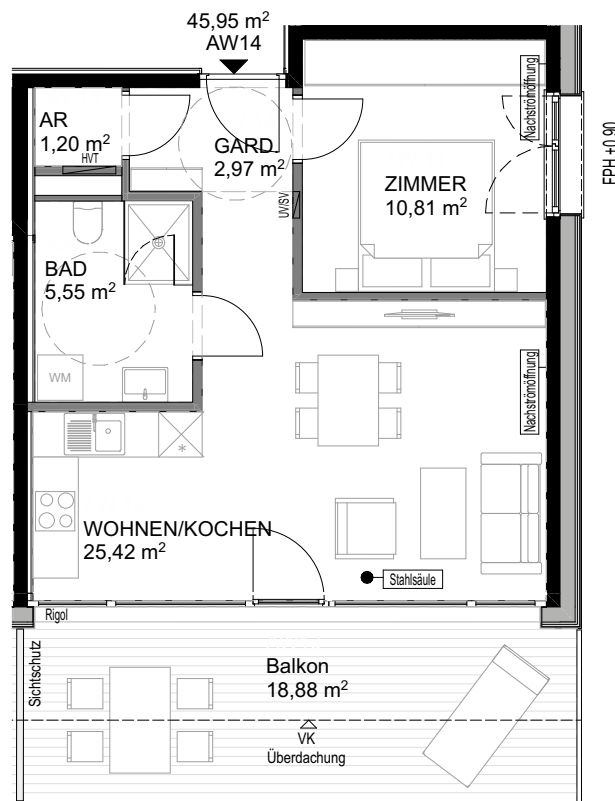 45,95 m²
AW14
AR
1,20 m²
HVT
GARD.
2,97 m²
UV/SV
Nachströmöffnung
FPH +0,90
ZIMMER
10,81 m²
BAD
5,55 m²
WM
Nachströmöffnung
WOHNEN/KOCHEN
25,42 m²
Stahlsäule
Rigol
Sichtschutz
Balkon
18,88 m²
VK
Überdachung